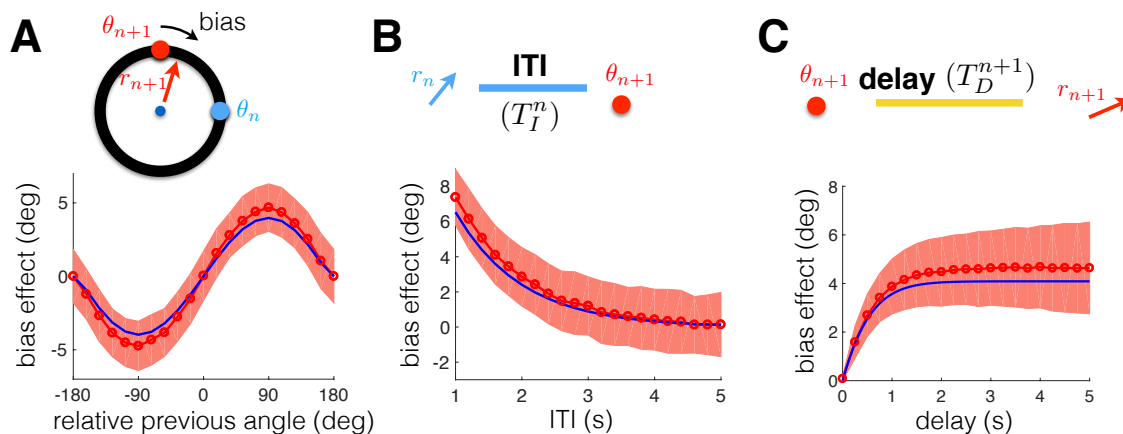 A
θn+1
bias
rn+1
θn
bias effect (deg)
5
0
-5
-180
-90
0
90
180
relative previous angle (deg)
B
rn
ITI
(T_I^n)
θn+1
bias effect (deg)
8
6
4
2
0
-2
1
2
3
4
5
ITI (s)
C
θn+1
delay (T_D^{n+1})
rn+1
bias effect (deg)
8
6
4
2
0
0
1
2
3
4
5
delay (s)